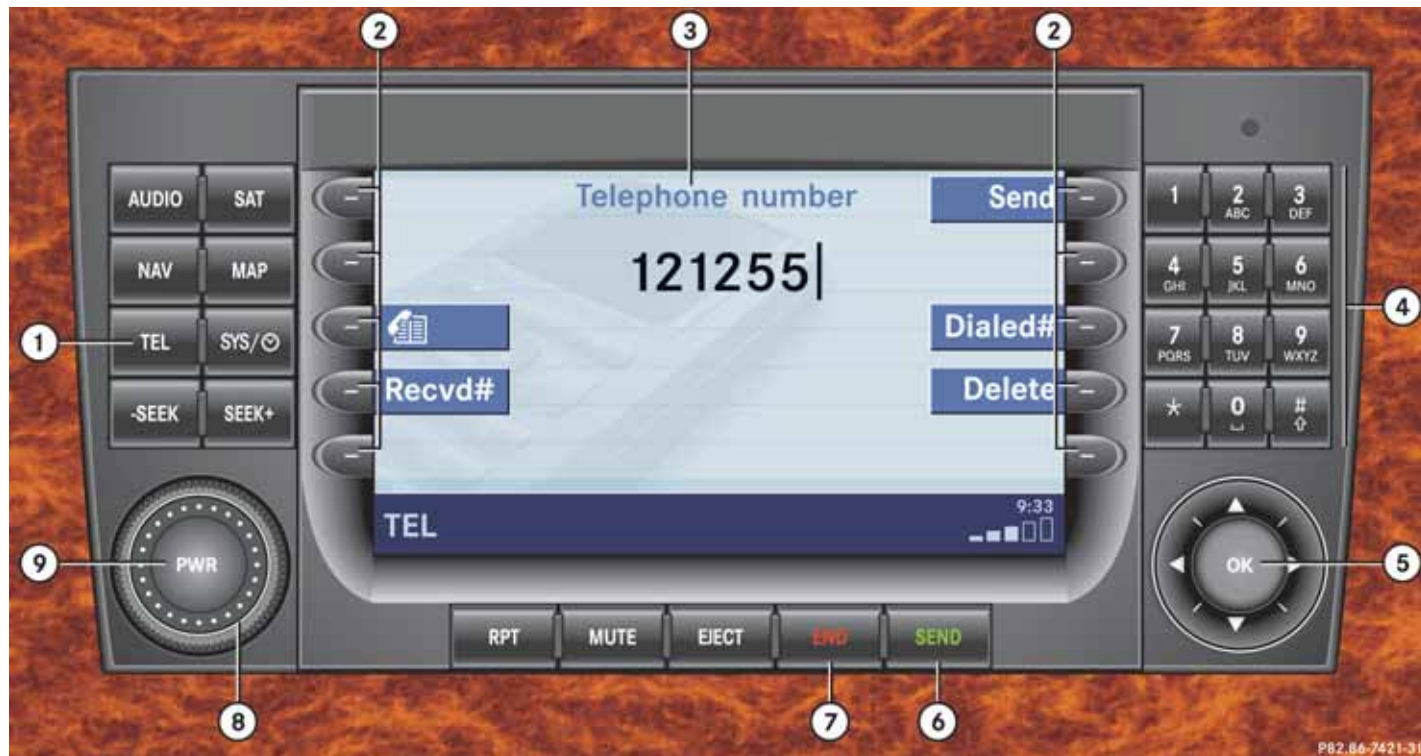 2 3 2
AUDIO SAT
NAV MAP
TEL SYS/
-SEEK SEEK+
1
PWR
9
8
Telephone number
121255
Send
Dialed#
Recvd#
Delete
9:33
TEL
RPT MUTE EJECT END SEND
7 6
1 2 ABC 3 DEF
4 GHI 5 JKL 6 MNO
7 PQRS 8 TUV 9 WXYZ
* 0 #
4
OK
5
P82.86-7421-31